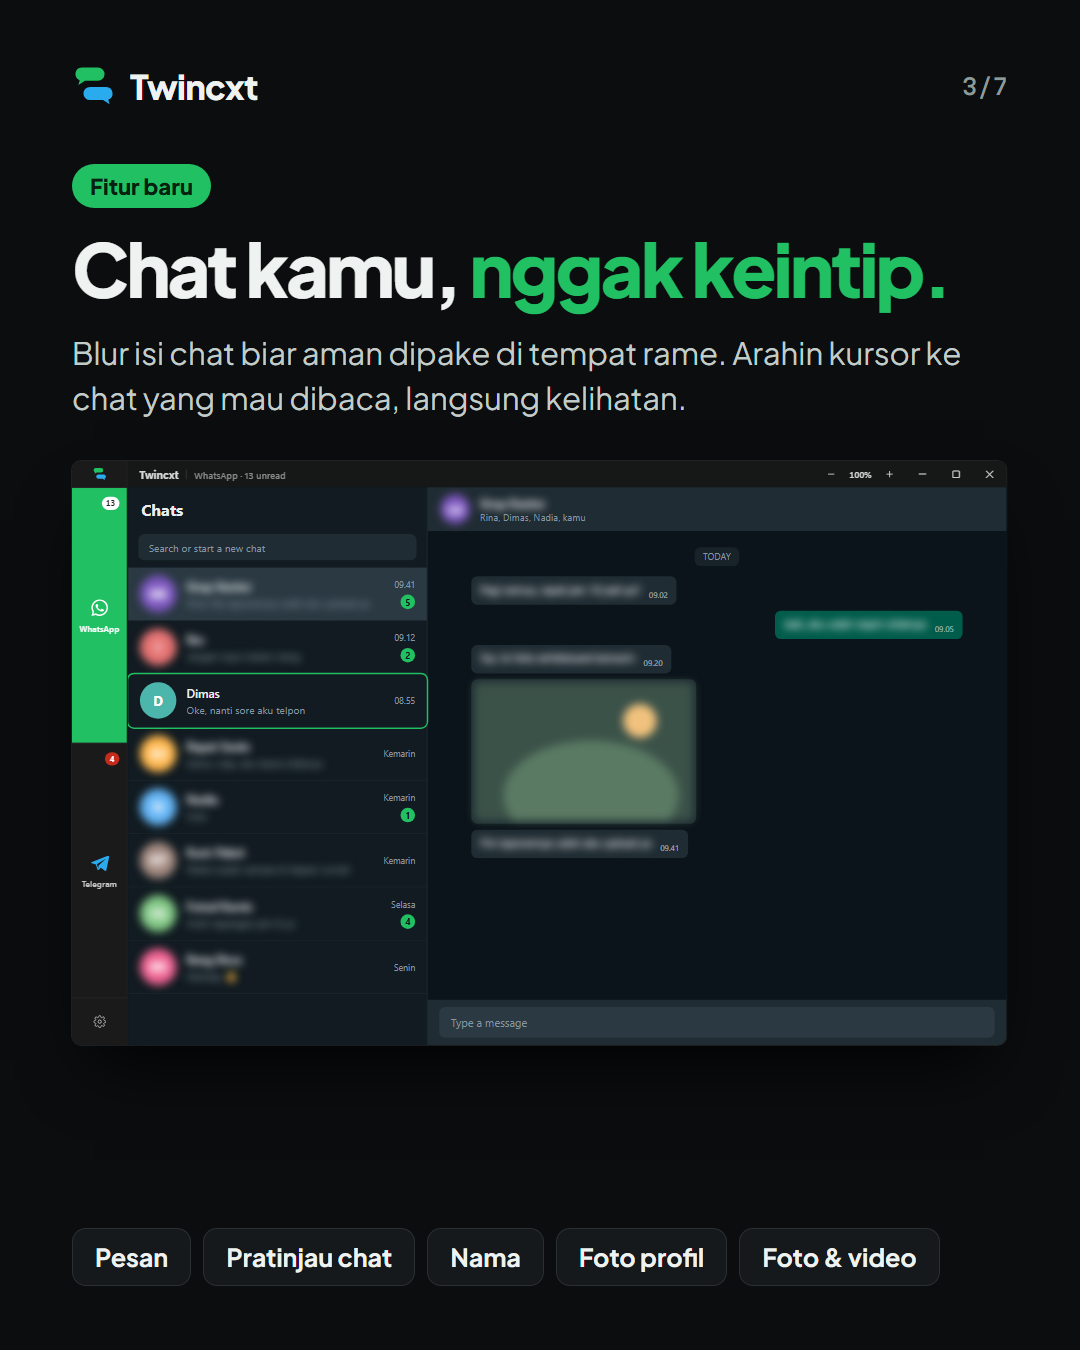 Twincxt
3/7
Fitur baru
Chat kamu, nggak keintip.
Blur isi chat biar aman dipake di tempat rame. Arahin kursor ke
chat yang mau dibaca, langsung kelihatan.
Twincxt WhatsApp · 13 unread
100%
13
WhatsApp
4
Telegram
Chats
Search or start a new chat
09.41
5
09.12
2
D
Dimas
08.55
Oke, nanti sore aku telpon
Kemarin
Kemarin
1
Kemarin
Selasa
4
Senin
Rina, Dimas, Nadia, kamu
TODAY
09.02
09.05
09.20
09.41
Type a message
Pesan
Pratinjau chat
Nama
Foto profil
Foto & video